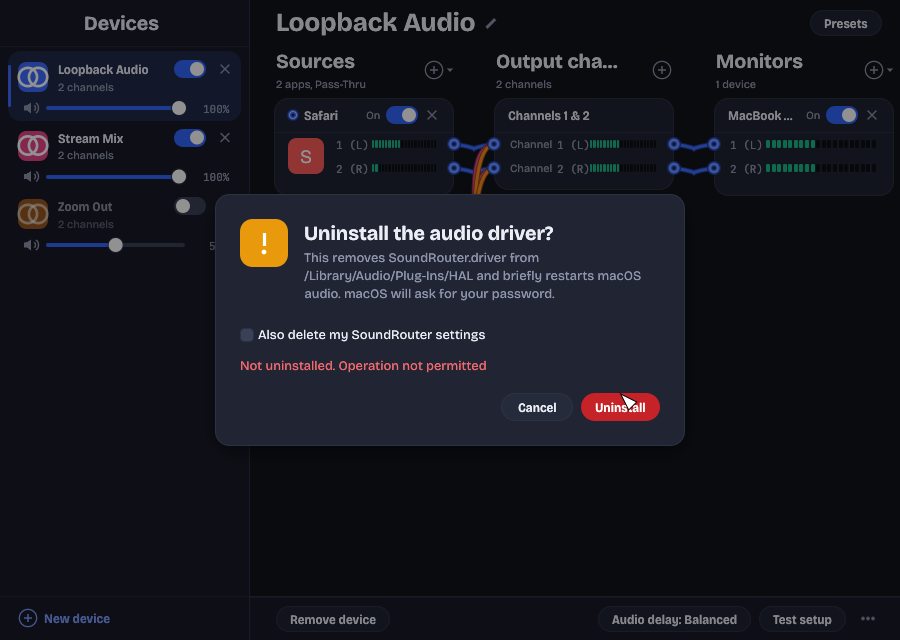 Devices
Loopback Audio
2 channels
100%
Stream Mix
2 channels
100%
Zoom Out
2 channels
New device
Loopback Audio
Presets
Sources
2 apps, Pass-Thru
Output cha...
2 channels
Monitors
1 device
Safari
On
S
1 (L)
2 (R)
Channels 1 & 2
Channel 1 (L)
Channel 2 (R)
MacBook ...
On
1 (L)
2 (R)
!
Uninstall the audio driver?
This removes SoundRouter.driver from
/Library/Audio/Plug-Ins/HAL and briefly restarts macOS
audio. macOS will ask for your password.
Also delete my SoundRouter settings
Not uninstalled. Operation not permitted
Cancel
Uninstall
Remove device
Audio delay: Balanced
Test setup